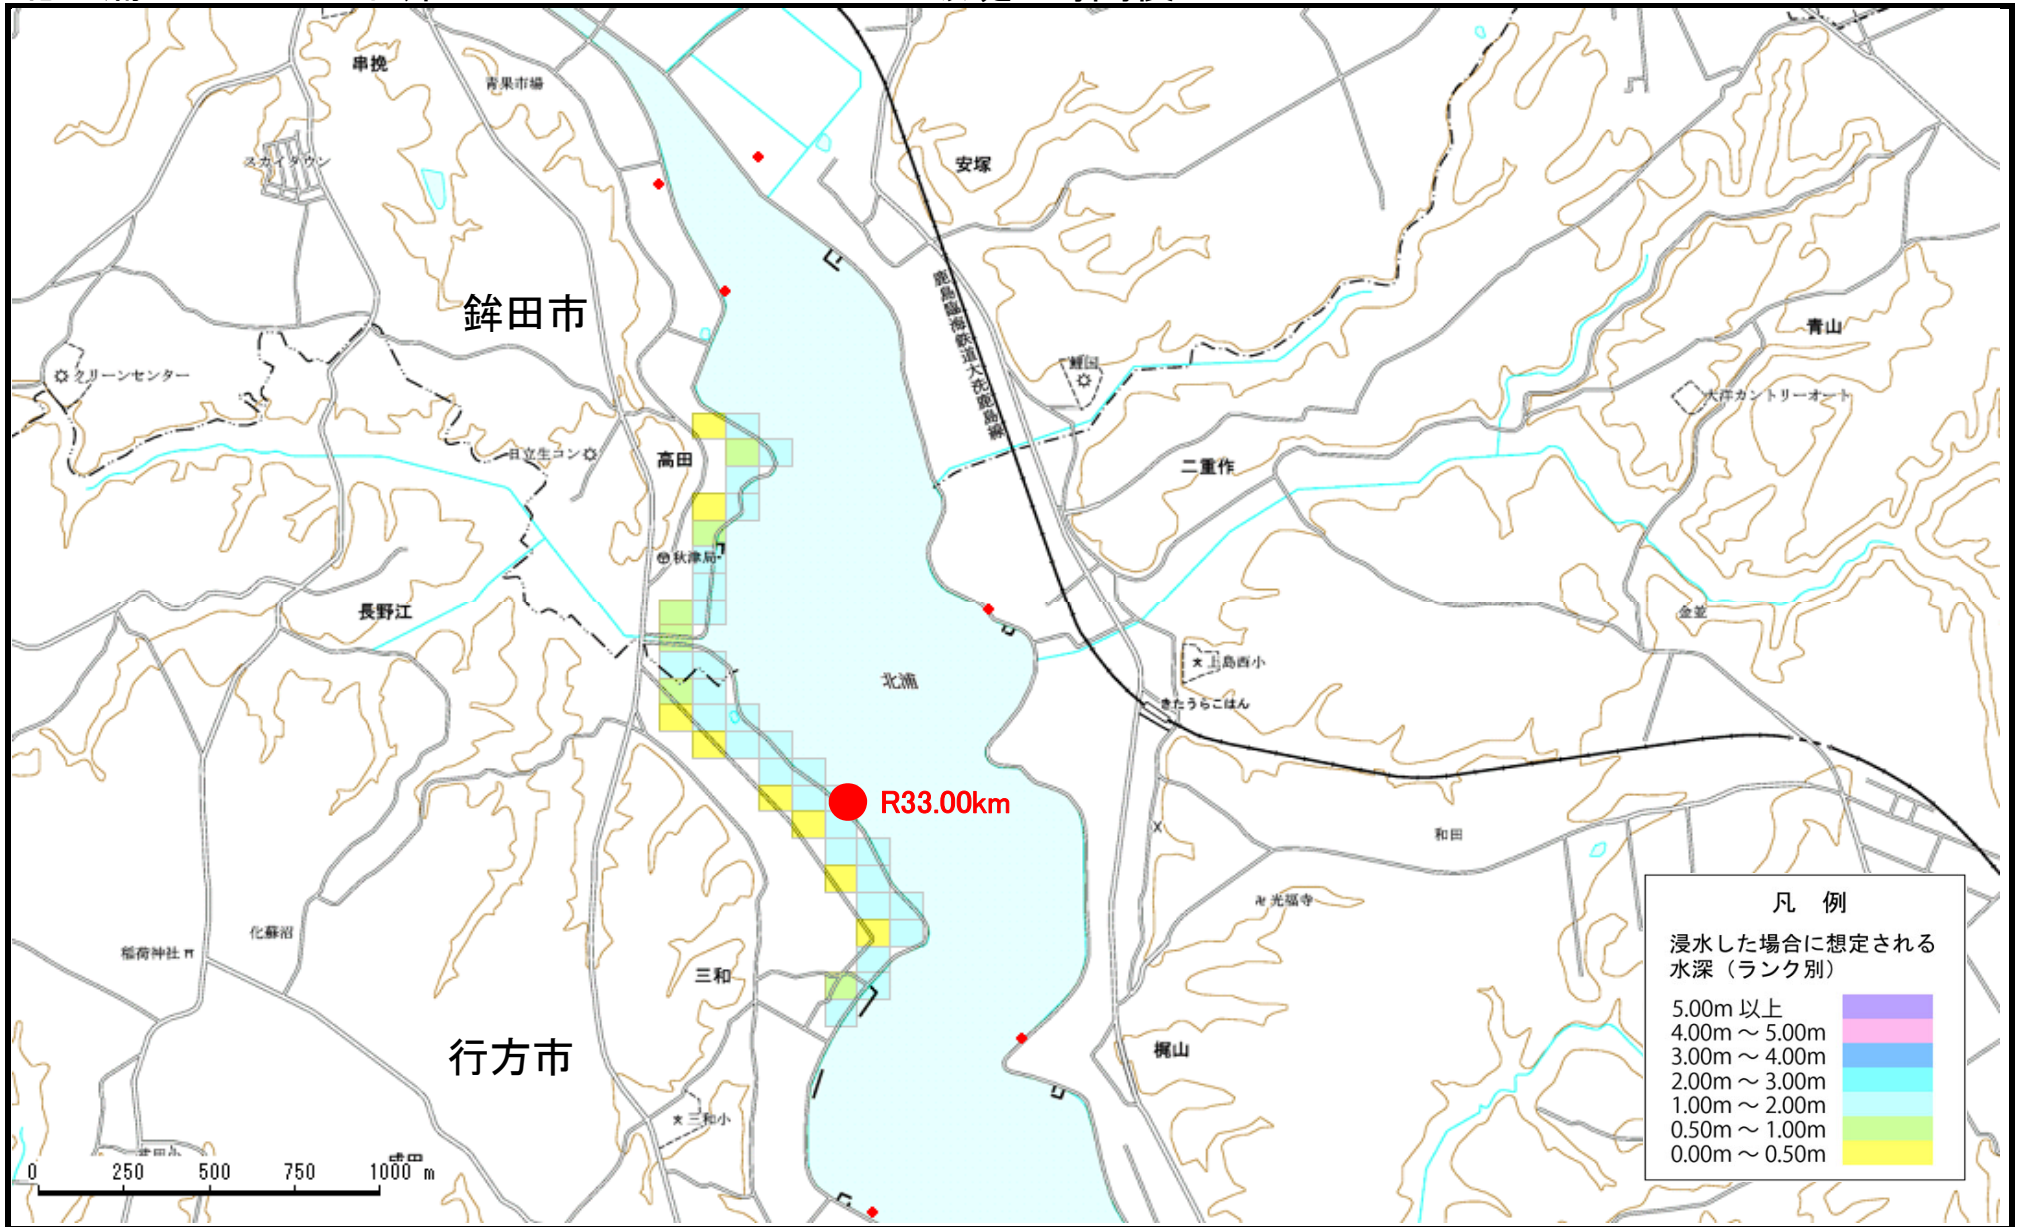 串挽
青果市場
スカイタウン
安塚
鉾田市
鹿島臨海鉄道大洗鹿島線
青山
鯉国
クリーンセンター
大洋カントリーオート
日立生コン
高田
二重作
秋津局
長野江
金並
北浦
上島西小
きたうらこはん
R33.00km
和田
光福寺
化蘇沼
稲荷神社
三和
行方市
梶山
三和小
0 250 500 750 1000 m
凡 例
浸水した場合に想定される
水深（ランク別）
5.00m 以上
4.00m ～ 5.00m
3.00m ～ 4.00m
2.00m ～ 3.00m
1.00m ～ 2.00m
0.50m ～ 1.00m
0.00m ～ 0.50m